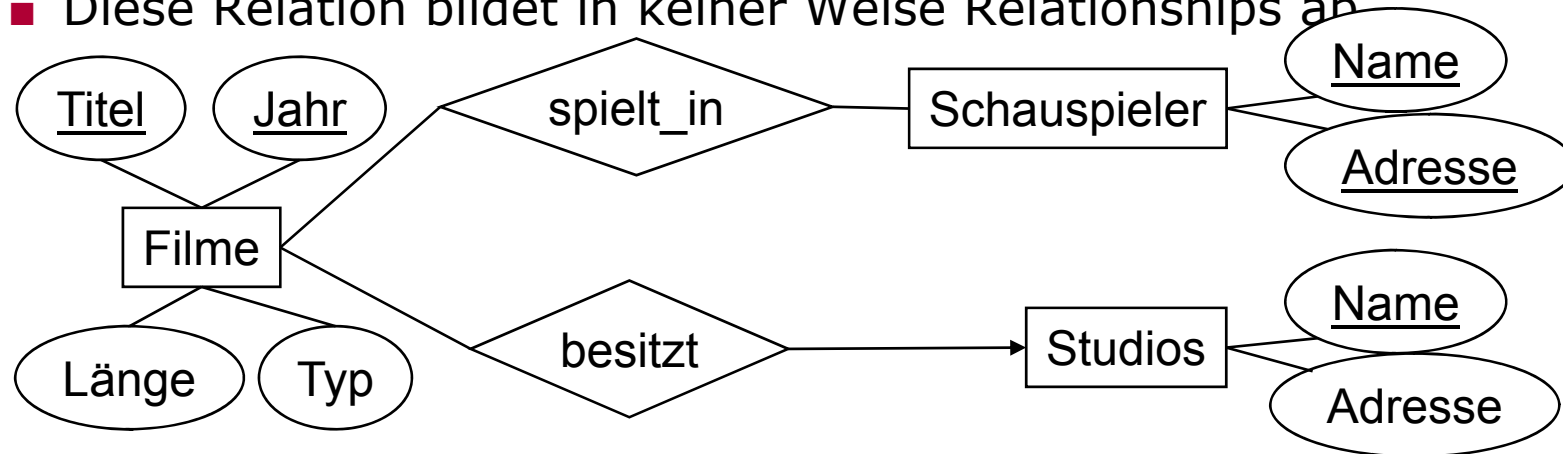 Diese Relation bildet in keiner Weise Relationships ab
Name
Titel
Jahr
spielt_in
Schauspieler
Adresse
Filme
Name
besitzt
Studios
Länge
Typ
Adresse